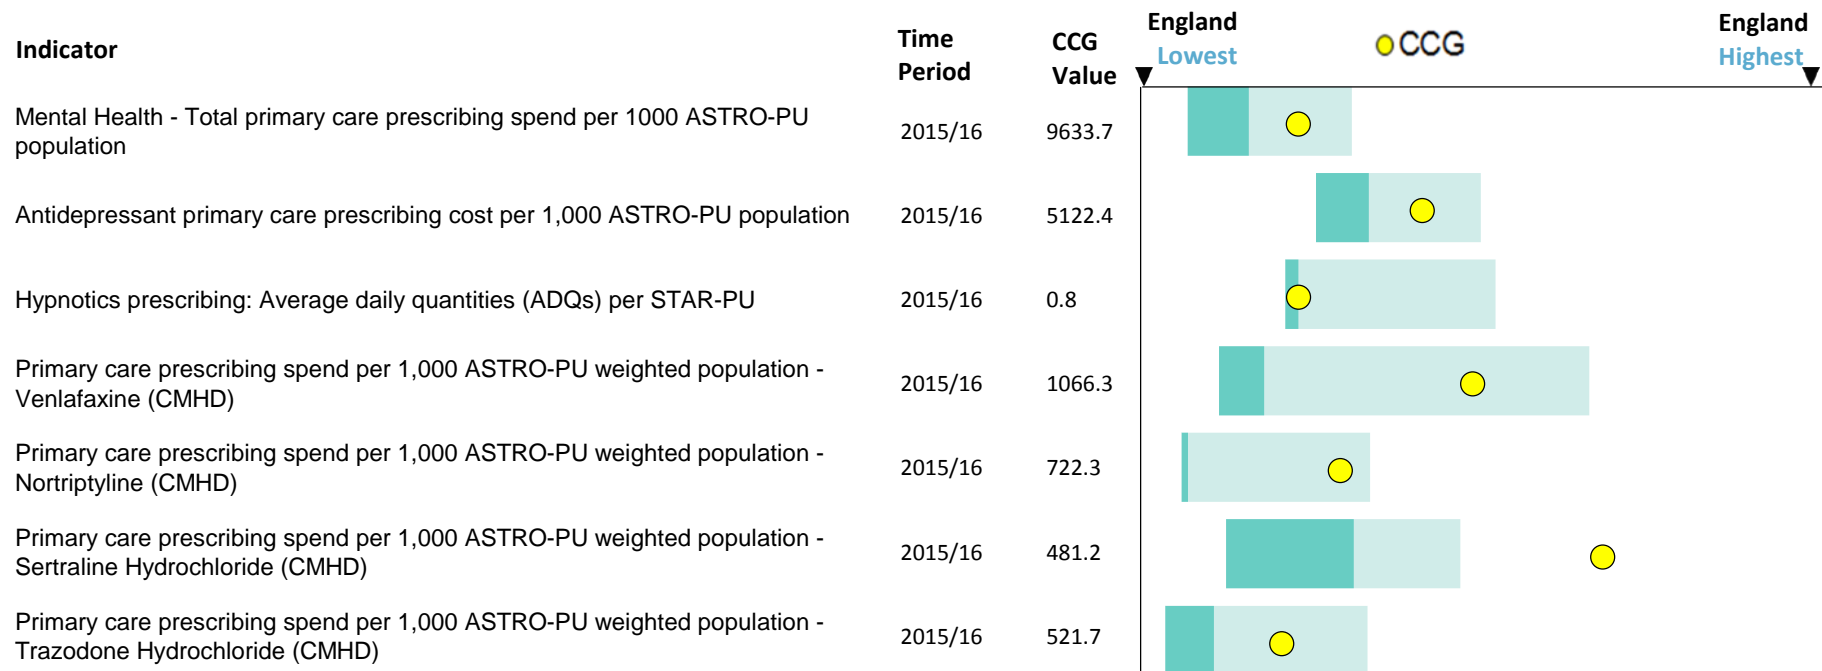 Indicator
Time
Period
CCG
Value
England
Lowest
CCG
England
Highest
Mental Health - Total primary care prescribing spend per 1000 ASTRO-PU
population
2015/16
9633.7
Antidepressant primary care prescribing cost per 1,000 ASTRO-PU population
2015/16
5122.4
Hypnotics prescribing: Average daily quantities (ADQs) per STAR-PU
2015/16
0.8
Primary care prescribing spend per 1,000 ASTRO-PU weighted population -
Venlafaxine (CMHD)
2015/16
1066.3
Primary care prescribing spend per 1,000 ASTRO-PU weighted population -
Nortriptyline (CMHD)
2015/16
722.3
Primary care prescribing spend per 1,000 ASTRO-PU weighted population -
Sertraline Hydrochloride (CMHD)
2015/16
481.2
Primary care prescribing spend per 1,000 ASTRO-PU weighted population -
Trazodone Hydrochloride (CMHD)
2015/16
521.7